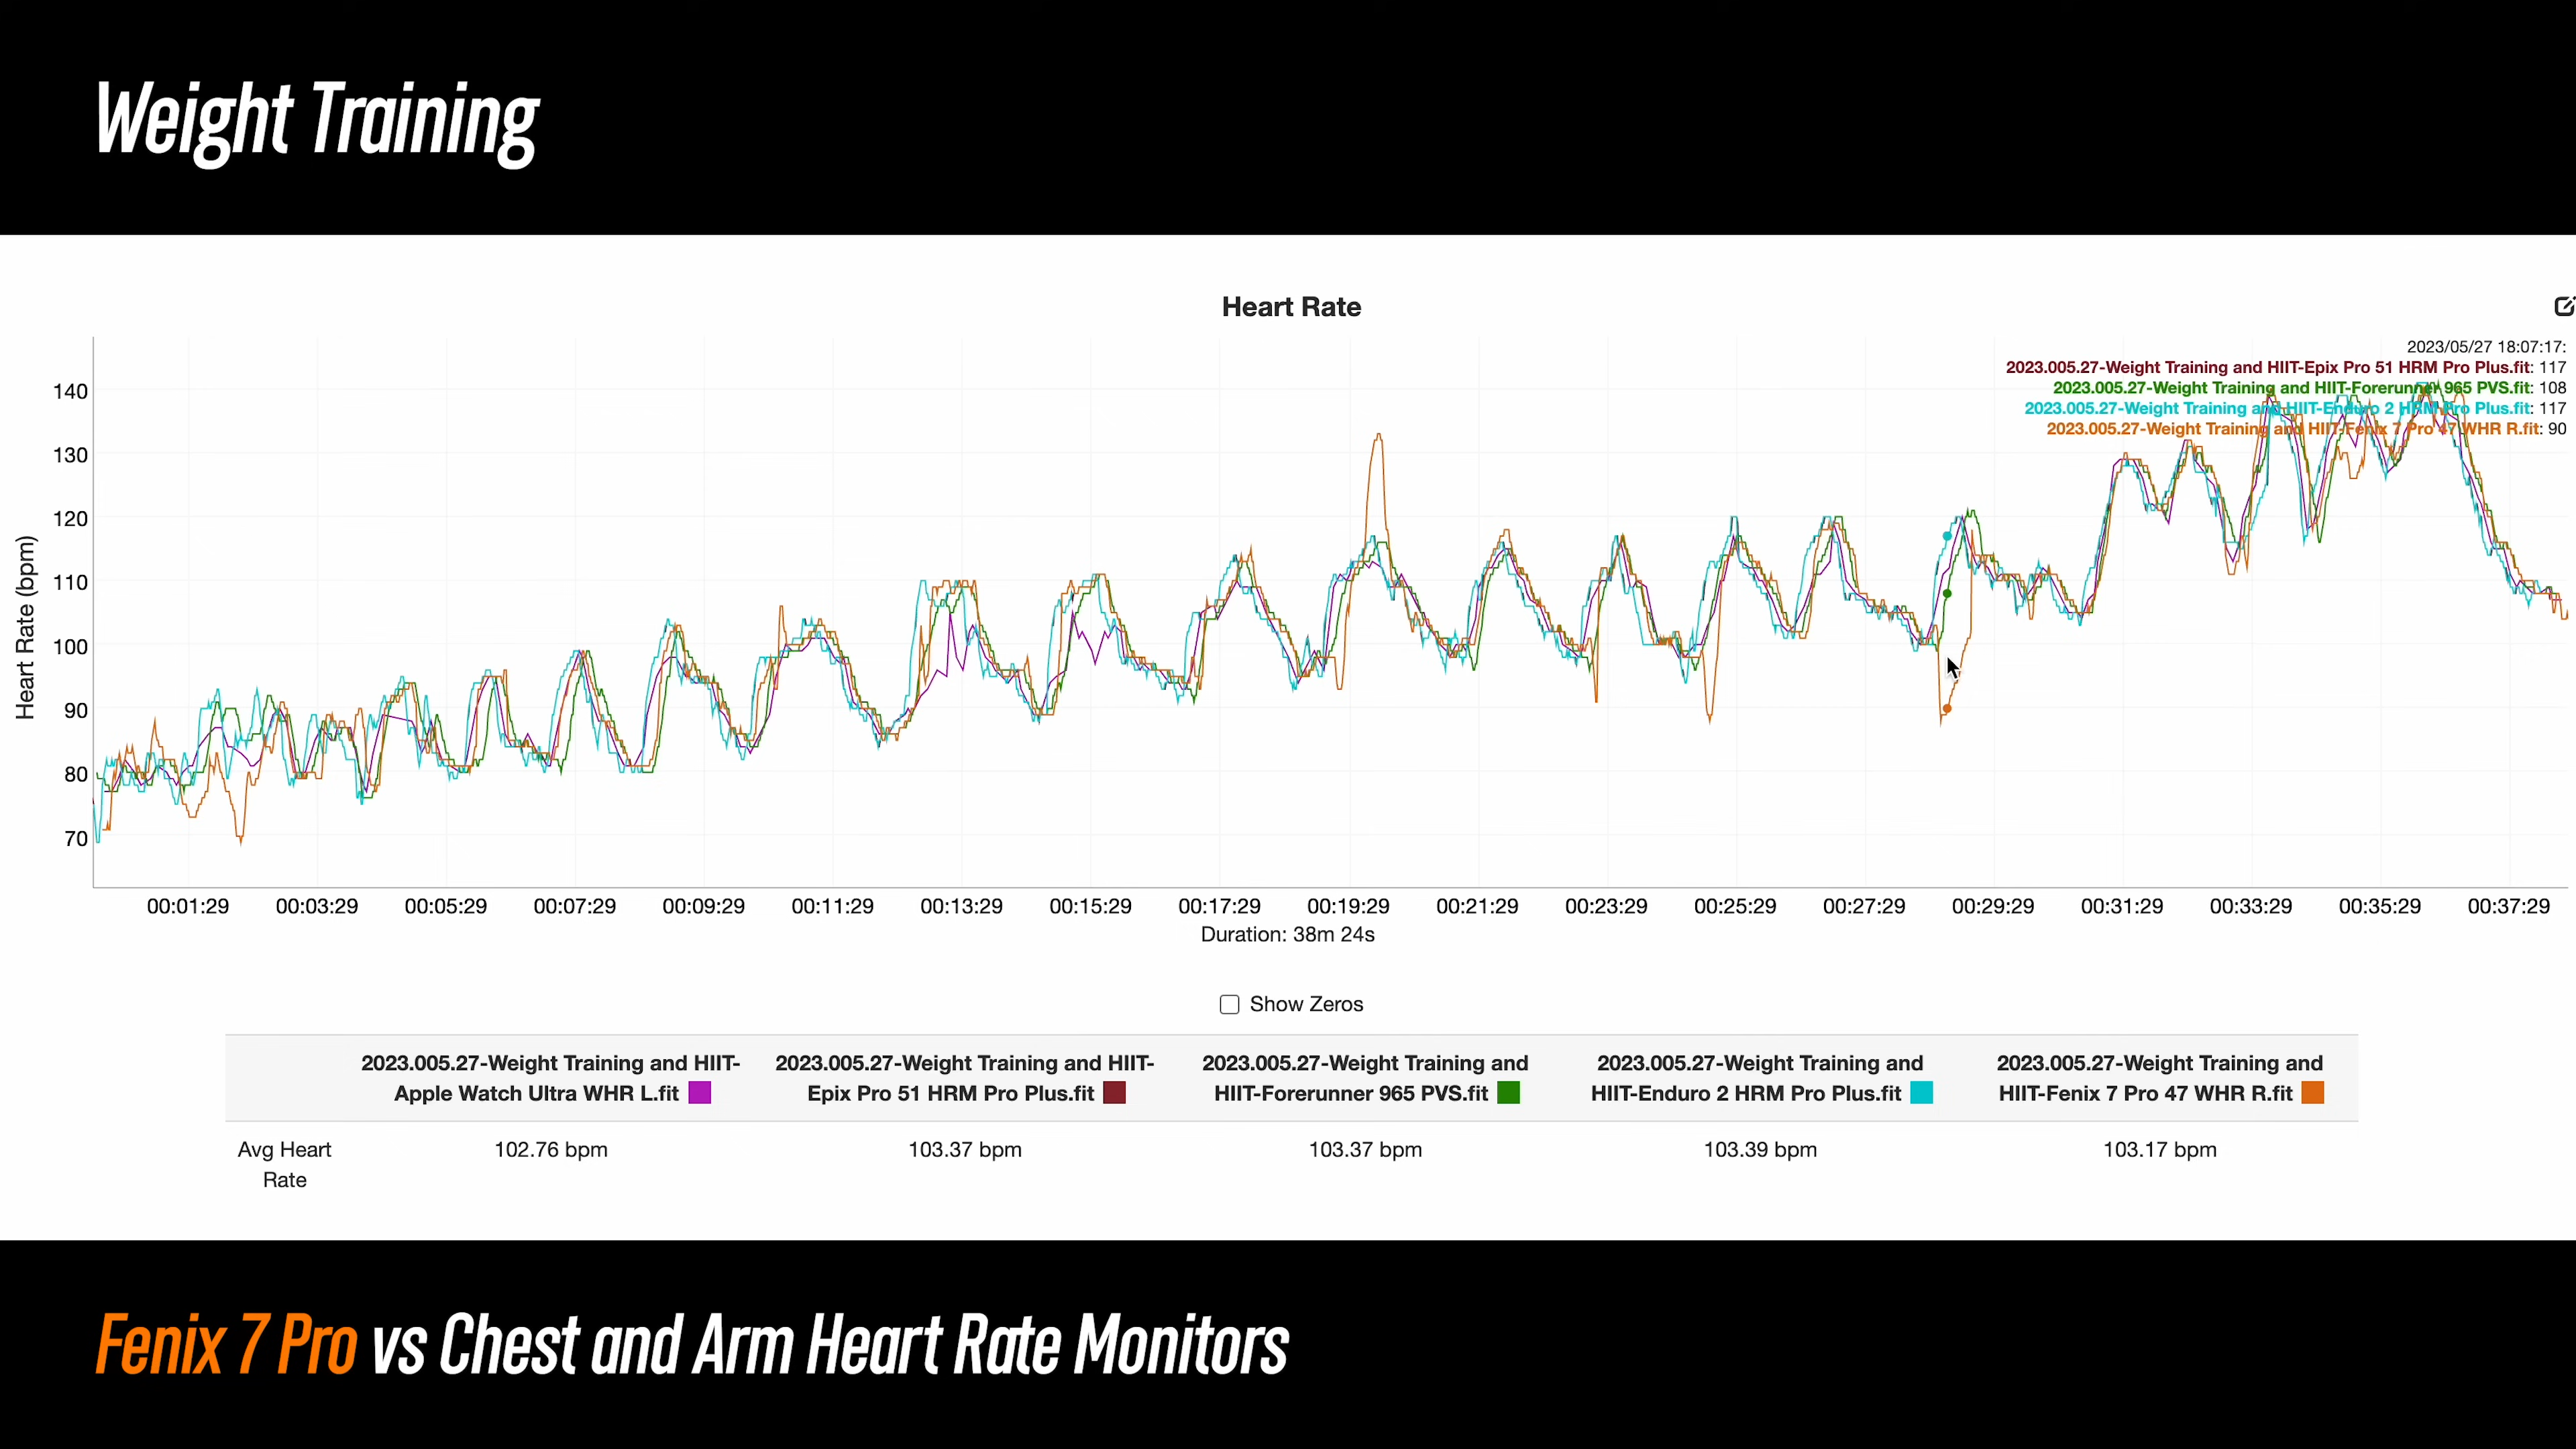 Weight Training
Heart Rate
2023/05/27 18:07:17:
2023.005.27-Weight Training and HIIT-Epix Pro 51 HRM Pro Plus.fit: 117
2023.005.27-Weight Training and HIIT-Forerunner 965 PVS.fit: 108
2023.005.27-Weight Training and HIIT-Enduro 2 HRM Pro Plus.fit: 117
2023.005.27-Weight Training and HIIT-Fenix 7 Pro 47 WHR R.fit: 90
Heart Rate (bpm)
140
130
120
110
100
90
80
70
00:01:29 00:03:29 00:05:29 00:07:29 00:09:29 00:11:29 00:13:29 00:15:29 00:17:29 00:19:29 00:21:29 00:23:29 00:25:29 00:27:29 00:29:29 00:31:29 00:33:29 00:35:29 00:37:29
Duration: 38m 24s
Show Zeros
2023.005.27-Weight Training and HIIT-
Apple Watch Ultra WHR L.fit
2023.005.27-Weight Training and HIIT-
Epix Pro 51 HRM Pro Plus.fit
2023.005.27-Weight Training and
HIIT-Forerunner 965 PVS.fit
2023.005.27-Weight Training and
HIIT-Enduro 2 HRM Pro Plus.fit
2023.005.27-Weight Training and
HIIT-Fenix 7 Pro 47 WHR R.fit
Avg Heart
Rate
102.76 bpm
103.37 bpm
103.37 bpm
103.39 bpm
103.17 bpm
Fenix 7 Pro vs Chest and Arm Heart Rate Monitors